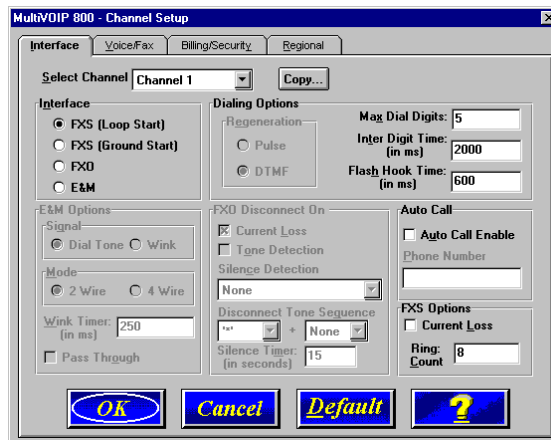 MultiVOIP 800 - Channel Setup
Interface
Voice/Fax
Billing/Security
Regional
Select Channel
Channel 1
Copy...
Interface
FXS (Loop Start)
FXS (Ground Start)
FXO
E&M
Dialing Options
Regeneration
Pulse
DTMF
Max Dial Digits: 5
Inter Digit Time: 2000
(in ms)
Flash Hook Time: 600
(in ms)
E&M Options
Signal
Dial Tone
Wink
Mode
2 Wire
4 Wire
Wink Timer: 250
(in ms)
Pass Through
FXO Disconnect On
Current Loss
Tone Detection
Silence Detection
None
Disconnect Tone Sequence
'*' + None
Silence Timer: 15
(in seconds)
Auto Call
Auto Call Enable
Phone Number
FXS Options
Current Loss
Ring: 8
Count
OK
Cancel
Default
?